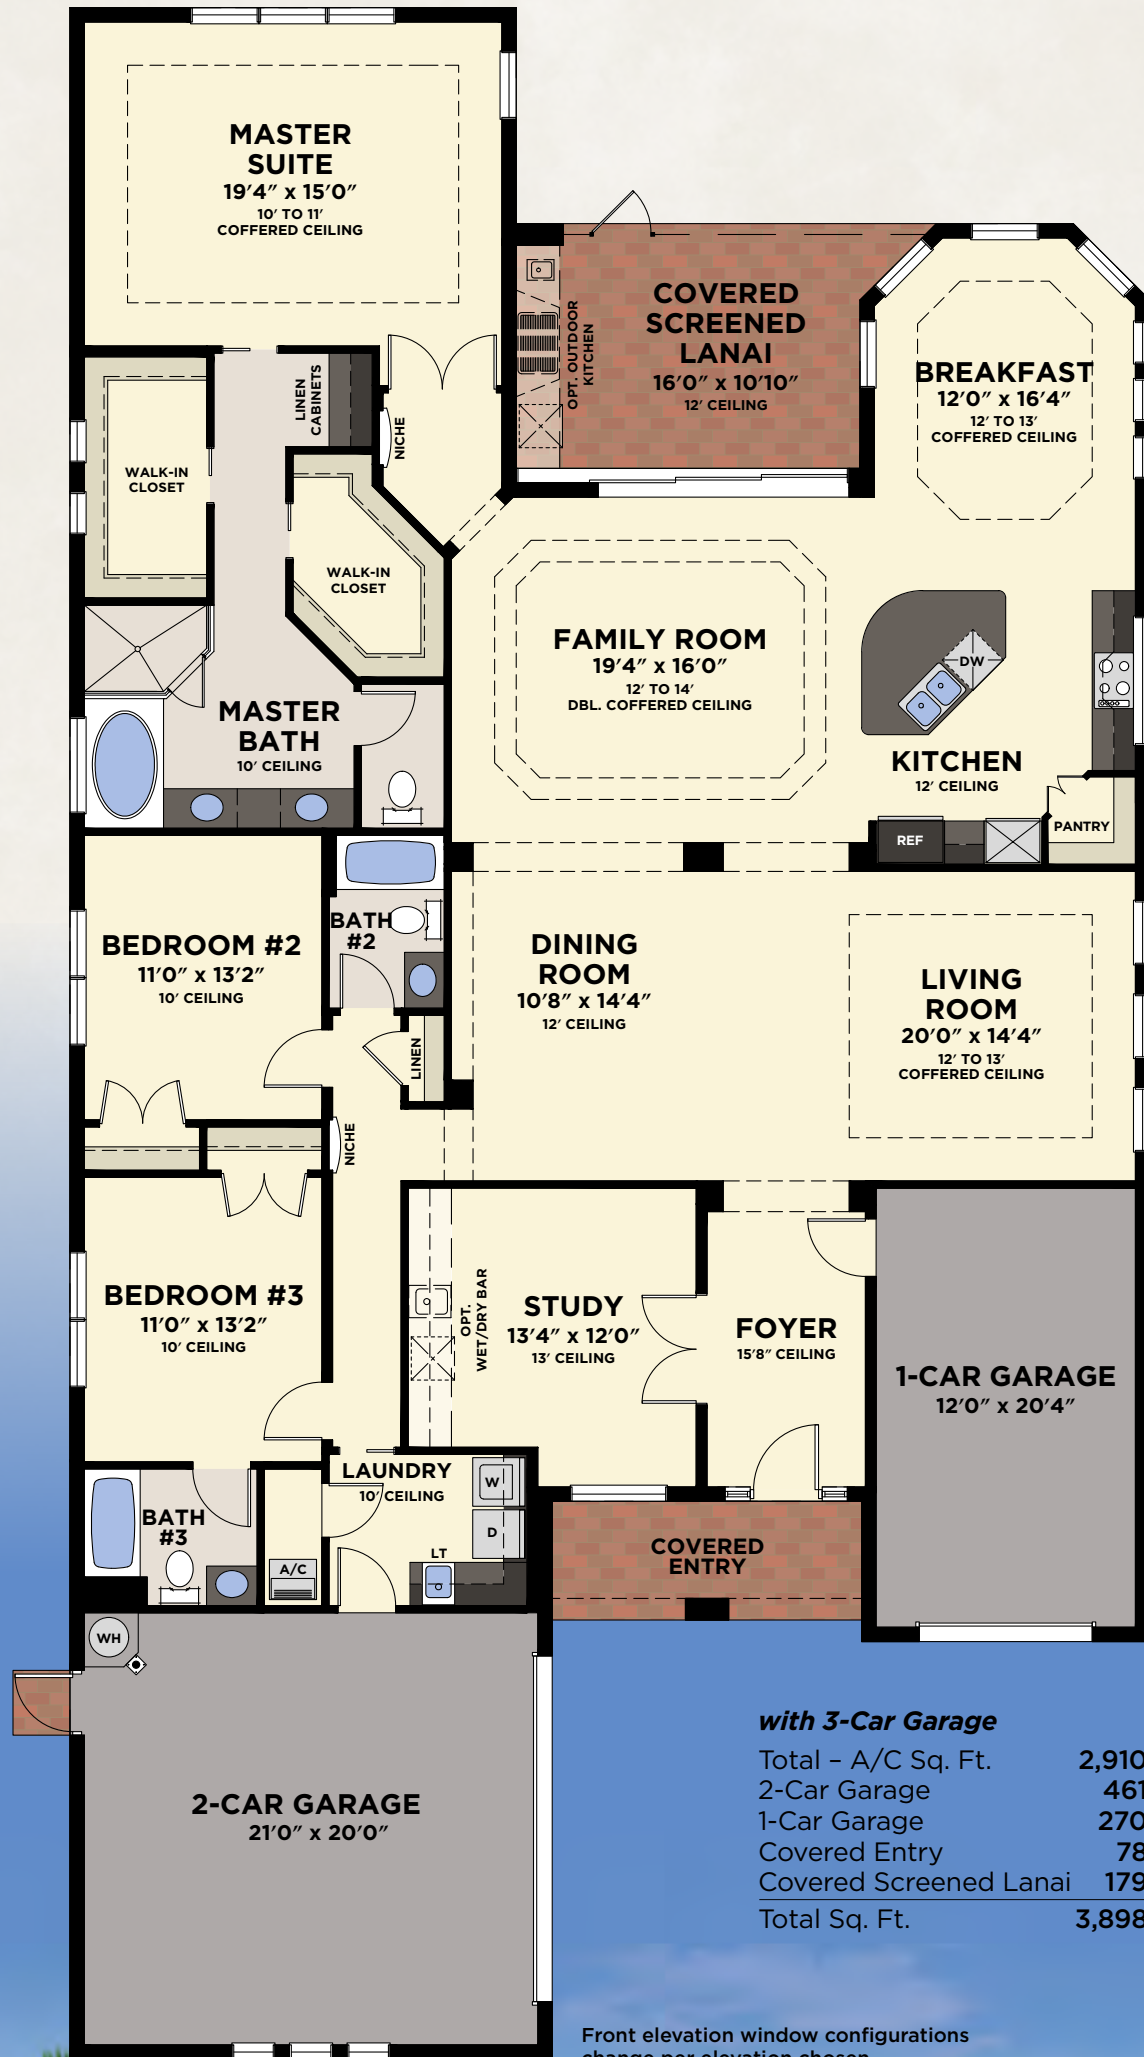 MASTER
SUITE
19′4″ x 15′0″
10′ TO 11′
COFFERED CEILING
OPT. OUTDOOR
KITCHEN
COVERED
SCREENED
LANAI
16′0″ x 10′10″
12′ CEILING
BREAKFAST
12′0″ x 16′4″
12′ TO 13′
COFFERED CEILING
LINEN
CABINETS
NICHE
WALK-IN
CLOSET
WALK-IN
CLOSET
FAMILY ROOM
19′4″ x 16′0″
12′ TO 14′
DBL. COFFERED CEILING
DW
MASTER
BATH
10′ CEILING
KITCHEN
12′ CEILING
PANTRY
REF
BEDROOM #2
11′0″ x 13′2″
10′ CEILING
BATH
#2
DINING
ROOM
10′8″ x 14′4″
12′ CEILING
LIVING
ROOM
20′0″ x 14′4″
12′ TO 13′
COFFERED CEILING
LINEN
NICHE
BEDROOM #3
11′0″ x 13′2″
10′ CEILING
OPT.
WET/DRY BAR
STUDY
13′4″ x 12′0″
13′ CEILING
FOYER
15′8″ CEILING
1-CAR GARAGE
12′0″ x 20′4″
LAUNDRY
10′ CEILING
W
D
LT
BATH
#3
A/C
COVERED
ENTRY
WH
2-CAR GARAGE
21′0″ x 20′0″
with 3-Car Garage
Total – A/C Sq. Ft. 2,910
2-Car Garage 461
1-Car Garage 270
Covered Entry 78
Covered Screened Lanai 179
Total Sq. Ft. 3,898
Front elevation window configurations
change per elevation chosen